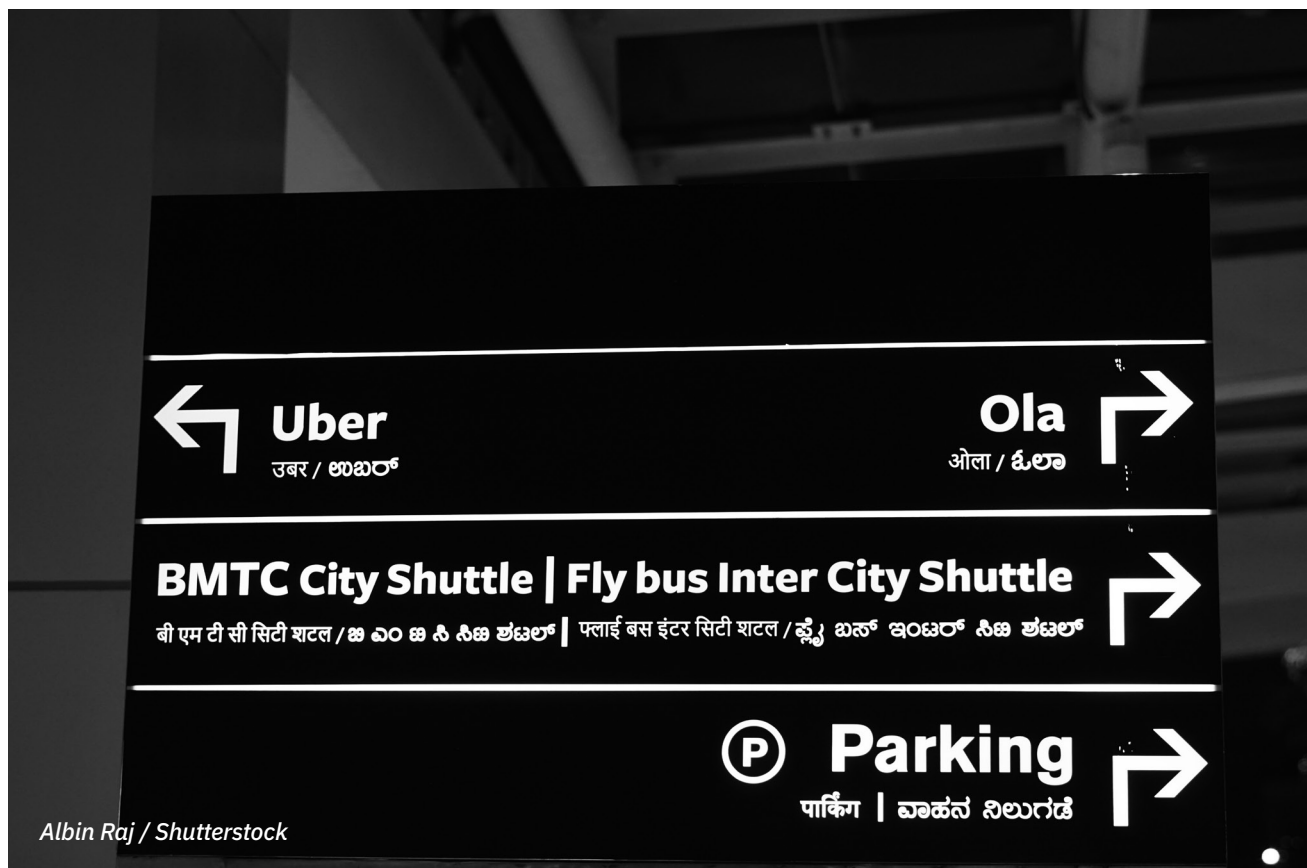 Uber
उबर / ಉಬರ್
Ola
ओला / ಓಲಾ
BMTC City Shuttle | Fly bus Inter City Shuttle
बी एम टी सी सिटी शटल / ಬಿ ಎಂ ಟಿ ಸಿ ಸಿಟಿ ಶಟಲ್ | फ्लाई बस इंटर सिटी शटल / ಫ್ಲೈ ಬಸ್ ಇಂಟರ್ ಸಿಟಿ ಶಟಲ್
P Parking
पार्किंग | ವಾಹನ ನಿಲುಗಡೆ
Albin Raj / Shutterstock